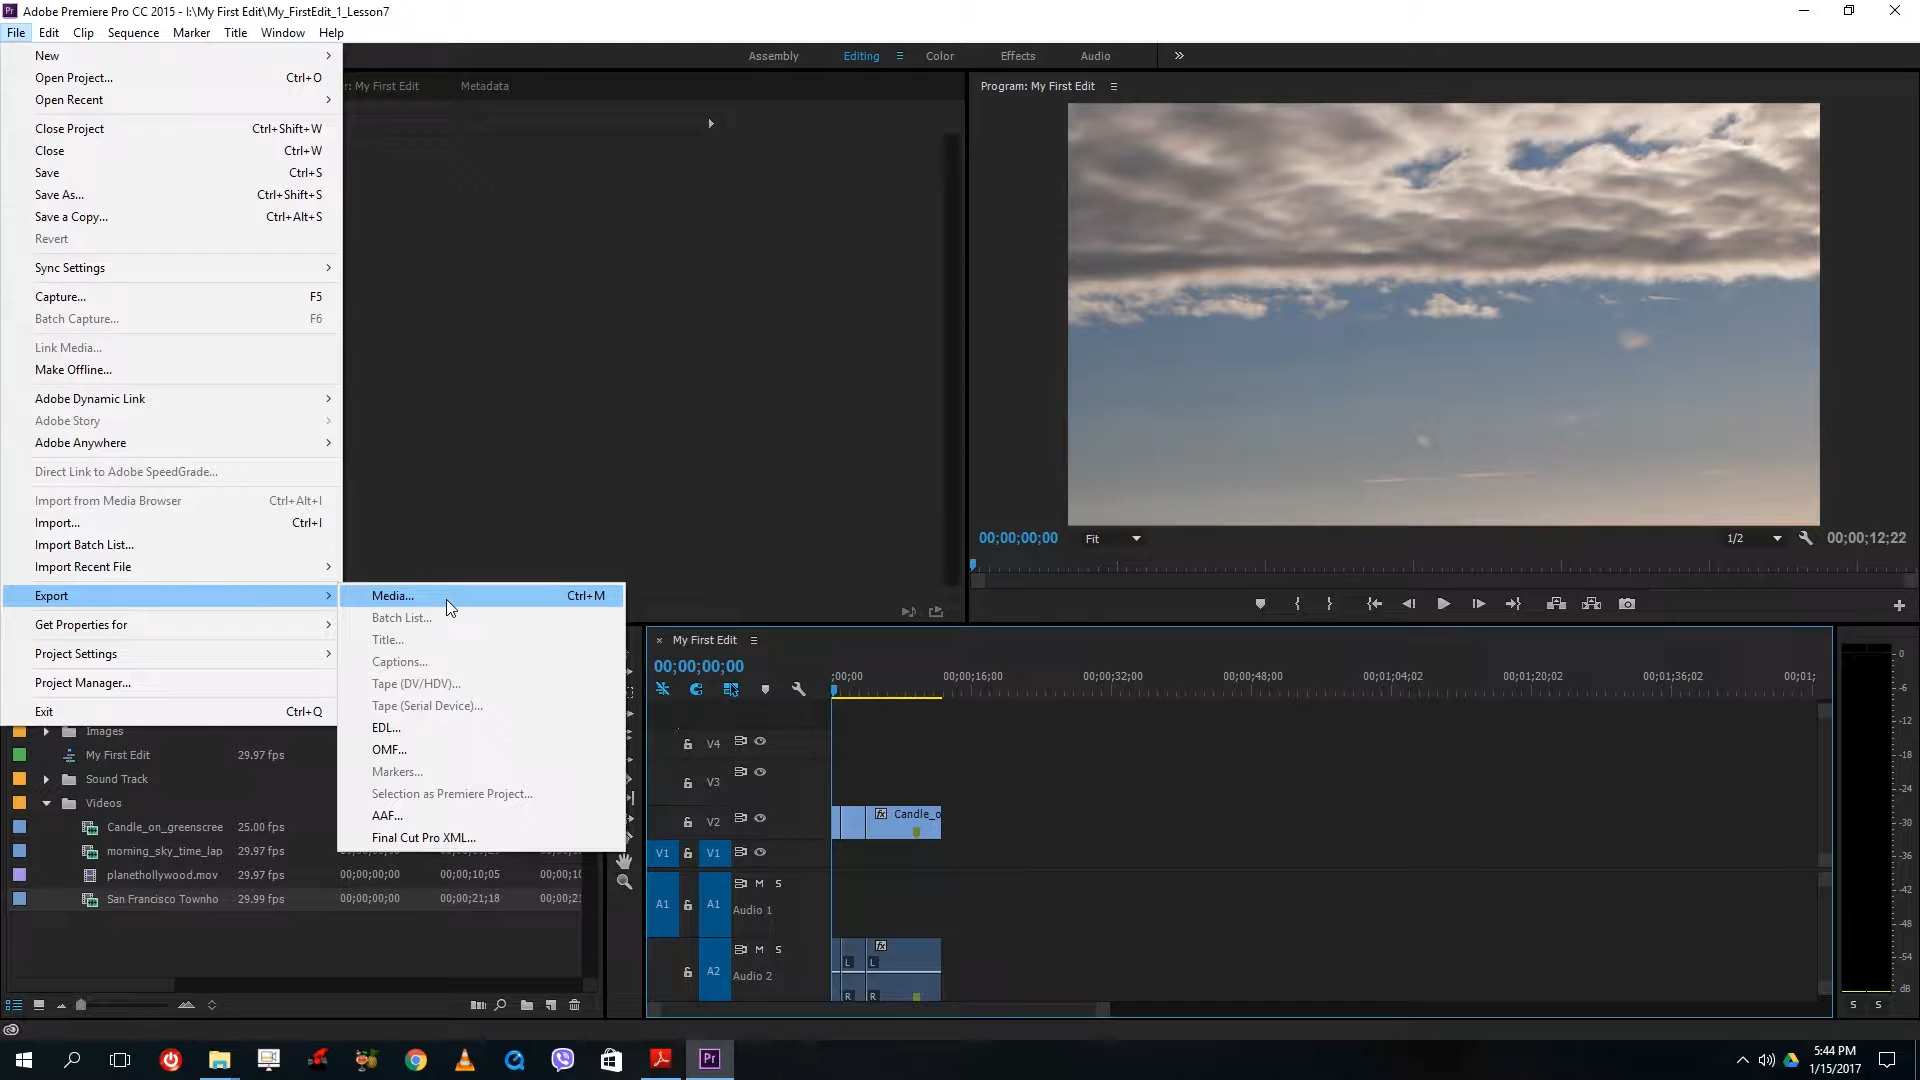 Adobe Premiere Pro CC 2015 - I:\My First Edit\My_FirstEdit_1_Lesson7
File Edit Clip Sequence Marker Title Window Help
Assembly Editing Color Effects Audio
New
Open Project... Ctrl+O
Open Recent
Close Project Ctrl+Shift+W
Close Ctrl+W
Save Ctrl+S
Save As... Ctrl+Shift+S
Save a Copy... Ctrl+Alt+S
Revert
Sync Settings
Capture... F5
Batch Capture... F6
Link Media...
Make Offline...
Adobe Dynamic Link
Adobe Story
Adobe Anywhere
Direct Link to Adobe SpeedGrade...
Import from Media Browser Ctrl+Alt+I
Import... Ctrl+I
Import Batch List...
Import Recent File
Export
Get Properties for
Project Settings
Project Manager...
Exit Ctrl+Q
Media... Ctrl+M
Batch List...
Title...
Captions...
Tape (DV/HDV)...
Tape (Serial Device)...
EDL...
OMF...
Markers...
Selection as Premiere Project...
AAF...
Final Cut Pro XML...
r: My First Edit Metadata
Program: My First Edit
00;00;00;00 Fit 1/2 00;00;12;22
Images
My First Edit 29.97 fps
Sound Track
Videos
Candle_on_greenscree 25.00 fps
morning_sky_time_lap 29.97 fps
planethollywood.mov 29.97 fps 00;00;00;00 00;00;10;05 00;00;10
San Francisco Townho 29.99 fps 00;00;00;00 00;00;21;18 00;00;21
My First Edit
00;00;00;00
;00;00 00;00;16;00 00;00;32;00 00;00;48;00 00;01;04;02 00;01;20;02 00;01;36;02 00;01;
V4
V3
V2 fx Candle_o
V1 V1
A1 A1 M S
Audio 1
A2 M S fx
Audio 2
L L
R R
0
-6
-12
-18
-24
-30
-36
-42
-48
-54
dB
S S
Pr
5:44 PM
1/15/2017